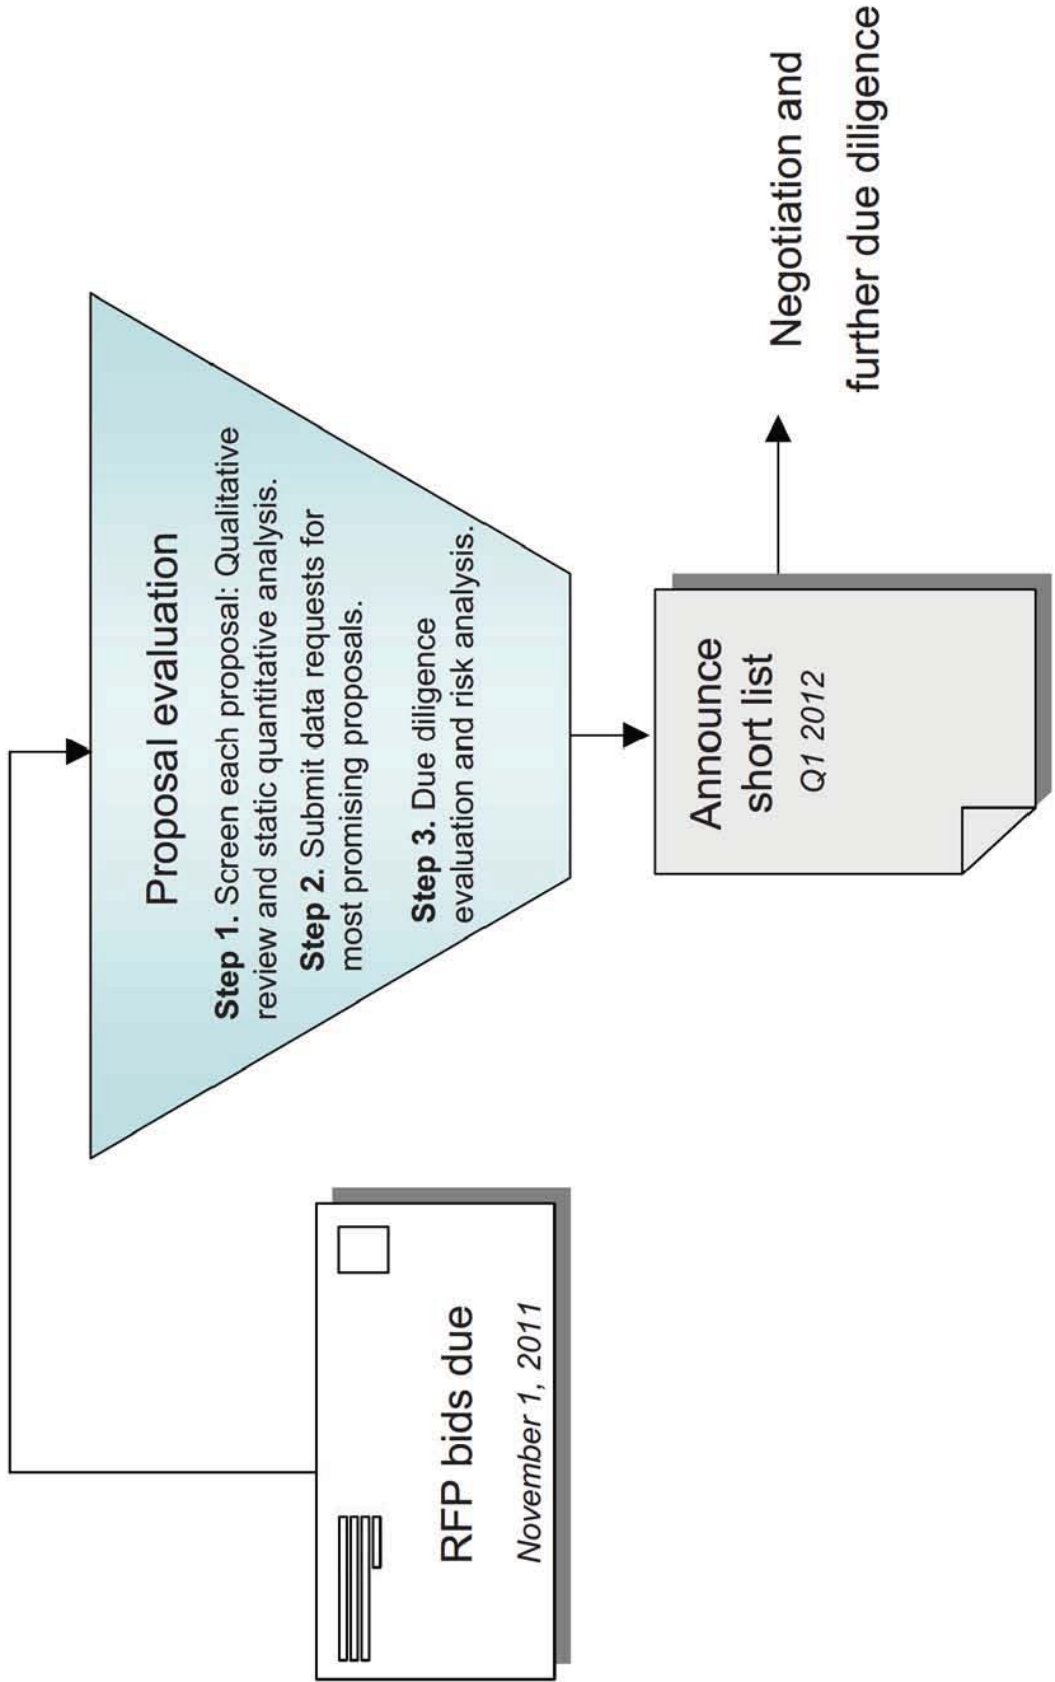 RFP bids due
November 1, 2011
Proposal evaluation
Step 1. Screen each proposal: Qualitative
review and static quantitative analysis.
Step 2. Submit data requests for
most promising proposals.
Step 3. Due diligence
evaluation and risk analysis.
Announce
short list
Q1 2012
Negotiation and
further due diligence